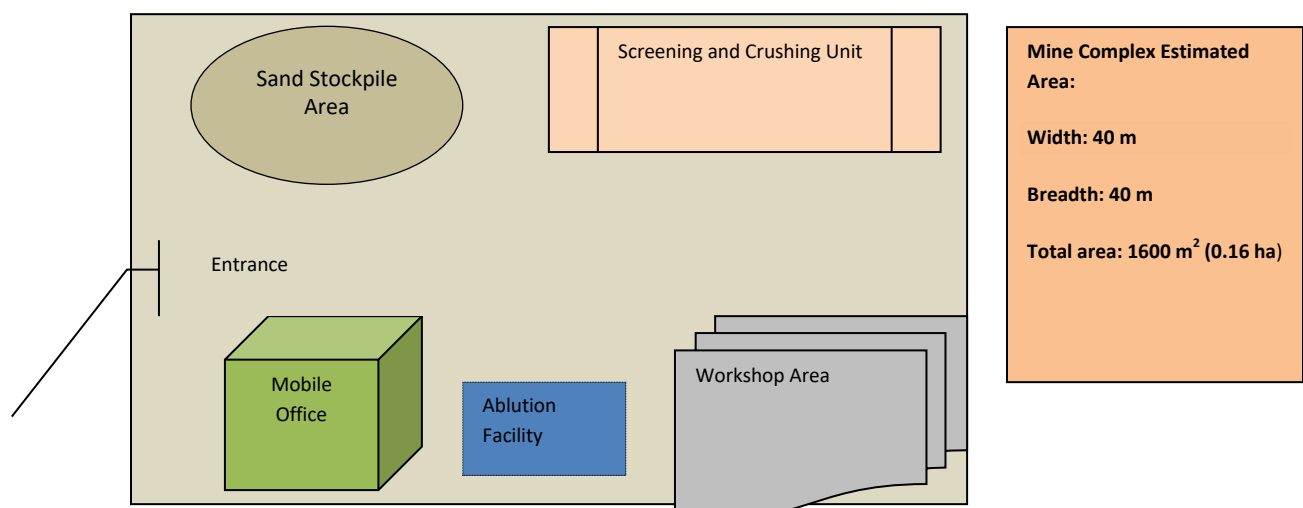 Sand Stockpile
Area
Screening and Crushing Unit
Entrance
Mobile
Office
Ablution
Facility
Workshop Area
Mine Complex Estimated
Area:
Width: 40 m
Breadth: 40 m
Total area: 1600 m² (0.16 ha)